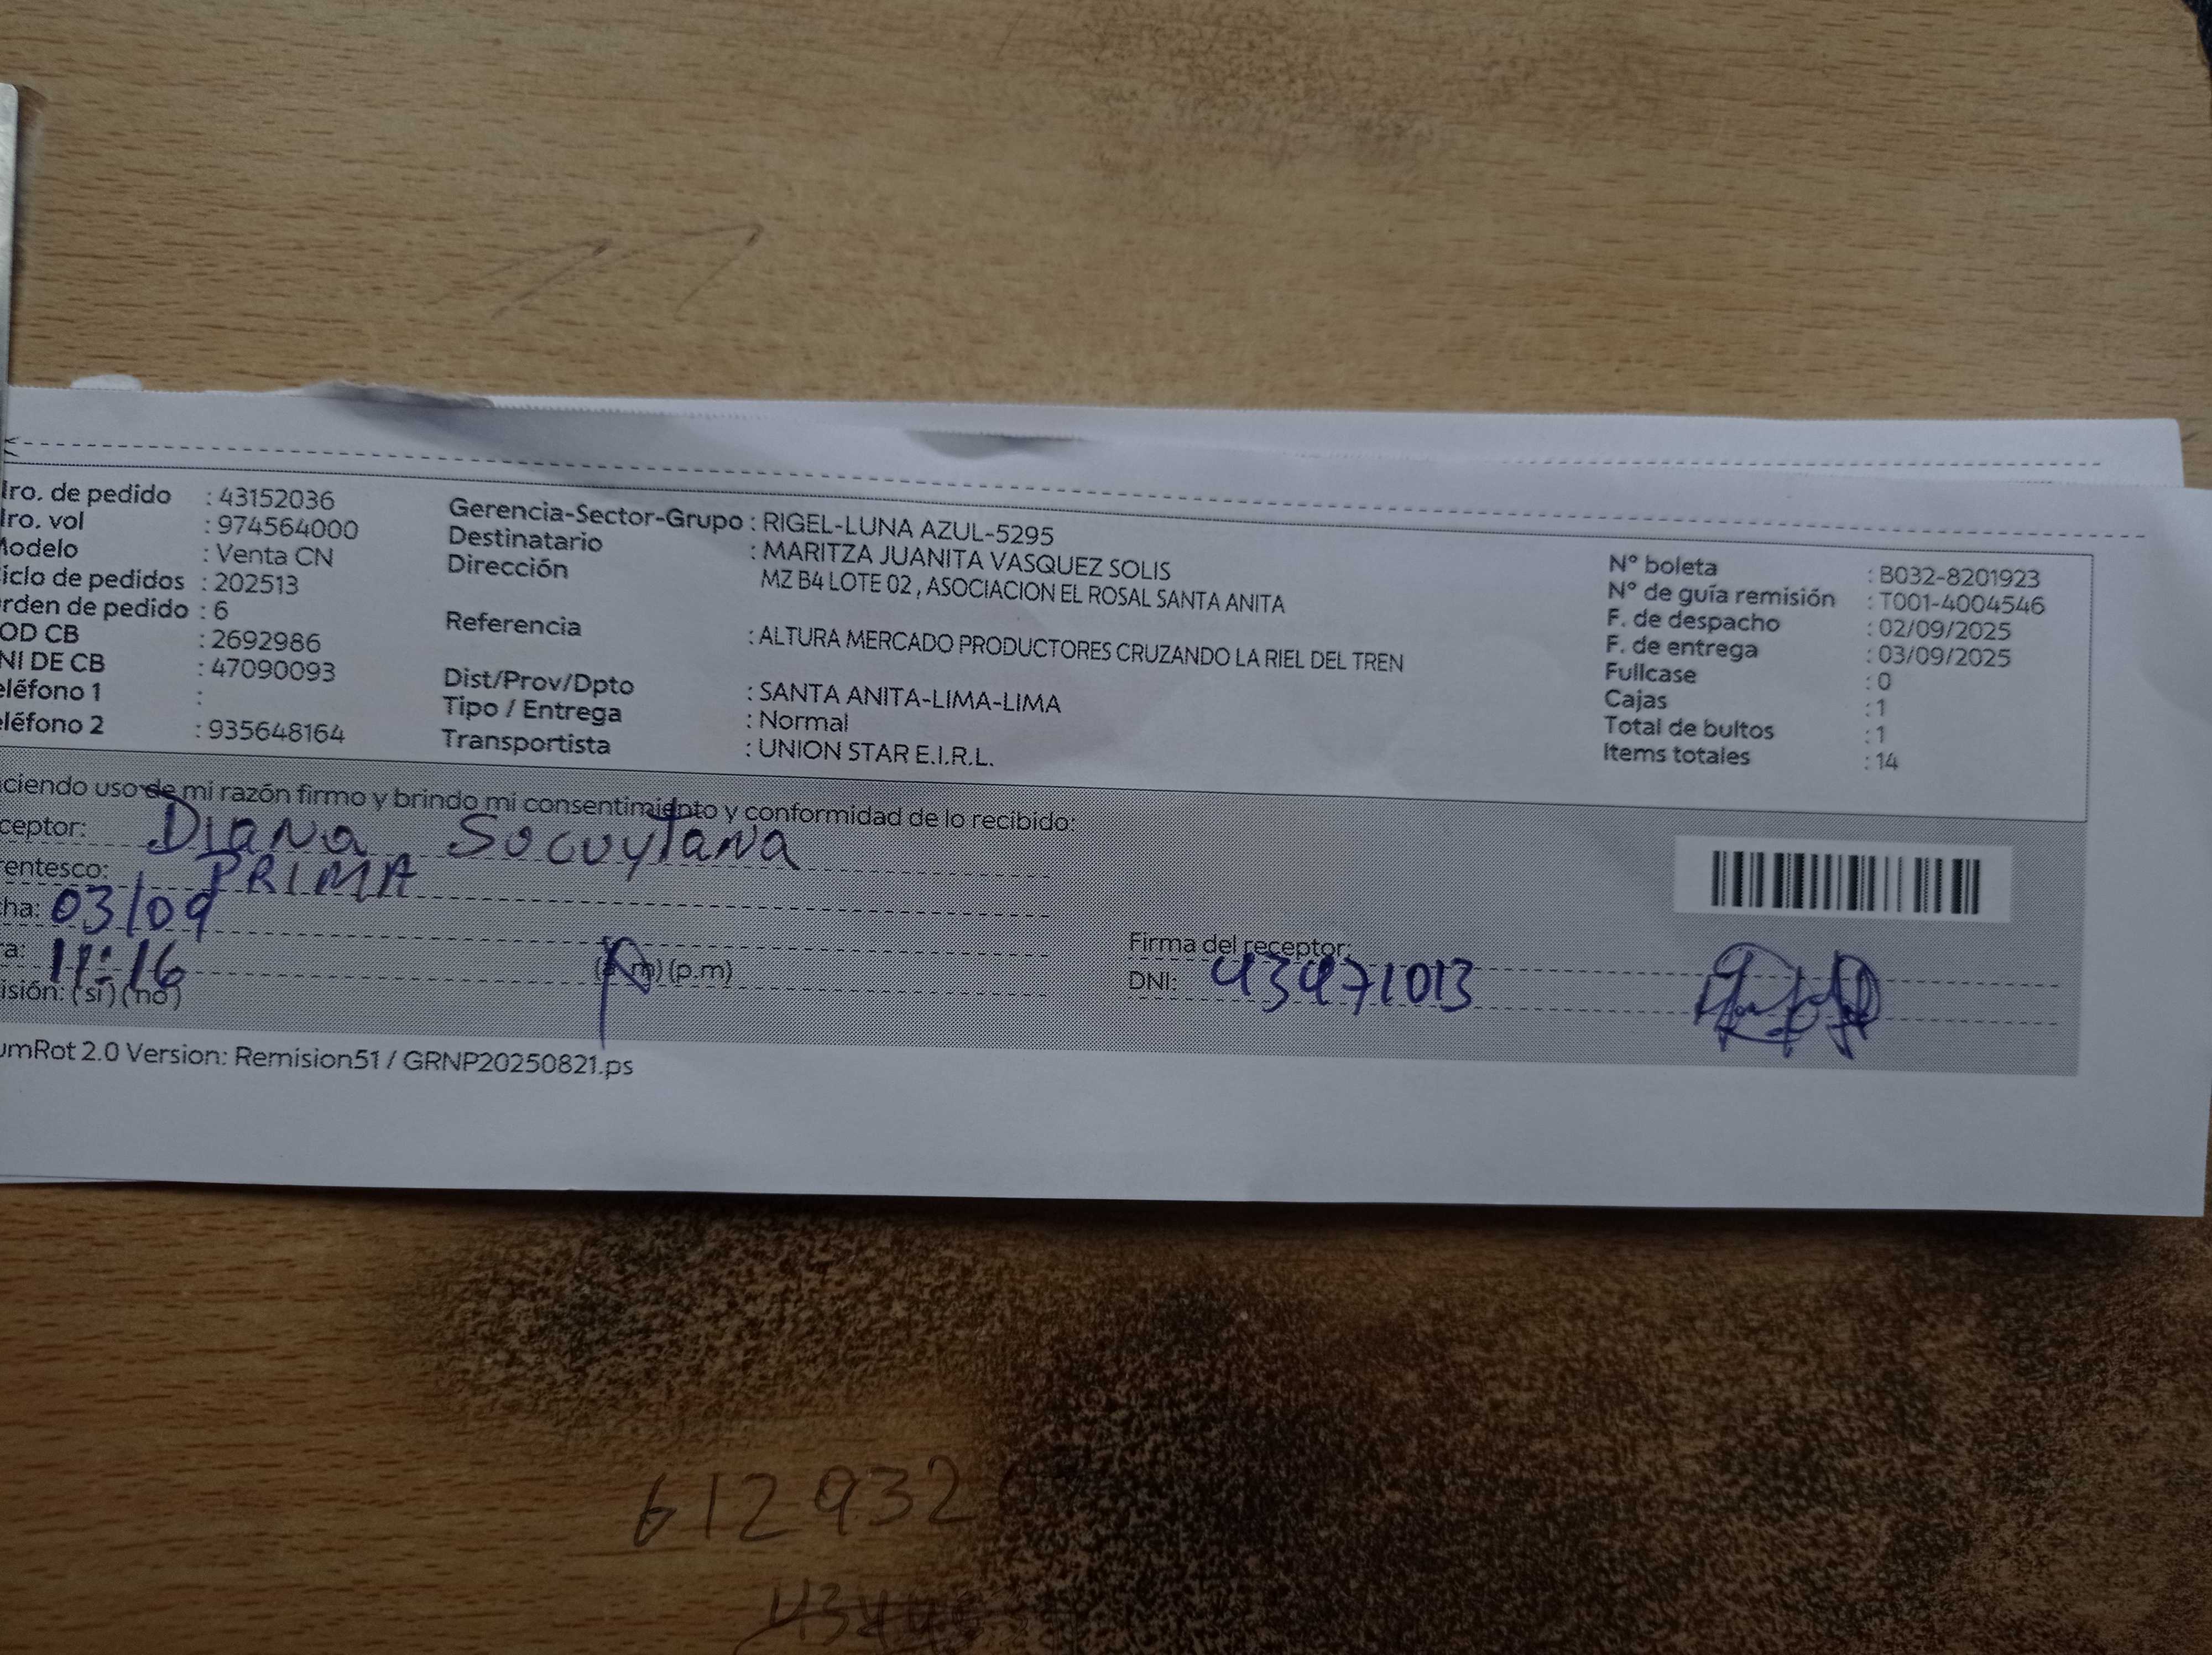 ro. de pedido : 43152036
ro. vol : 974564000
Modelo : Venta CN
iclo de pedidos : 202513
rden de pedido : 6
OD CB : 2692986
NI DE CB : 47090093
eléfono 1 :
eléfono 2 : 935648164
Gerencia-Sector-Grupo : RIGEL-LUNA AZUL-5295
Destinatario : MARITZA JUANITA VASQUEZ SOLIS
Dirección MZ B4 LOTE 02 , ASOCIACION EL ROSAL SANTA ANITA
Referencia : ALTURA MERCADO PRODUCTORES CRUZANDO LA RIEL DEL TREN
Dist/Prov/Dpto : SANTA ANITA-LIMA-LIMA
Tipo / Entrega : Normal
Transportista : UNION STAR E.I.R.L.
N° boleta : B032-8201923
N° de guía remisión : T001-4004546
F. de despacho : 02/09/2025
F. de entrega : 03/09/2025
Fullcase : 0
Cajas : 1
Total de bultos : 1
Items totales : 14
ciendo uso de mi razón firmo y brindo mi consentimiento y conformidad de lo recibido:
ceptor: Diana Socuytana
entesco: PRIMA
ha: 03/09
a: 11:16 (a.m) (p.m)
isión: (si) (no)
Firma del receptor:
DNI: 43471013
umRot 2.0 Version: Remision51 / GRNP20250821.ps
612932